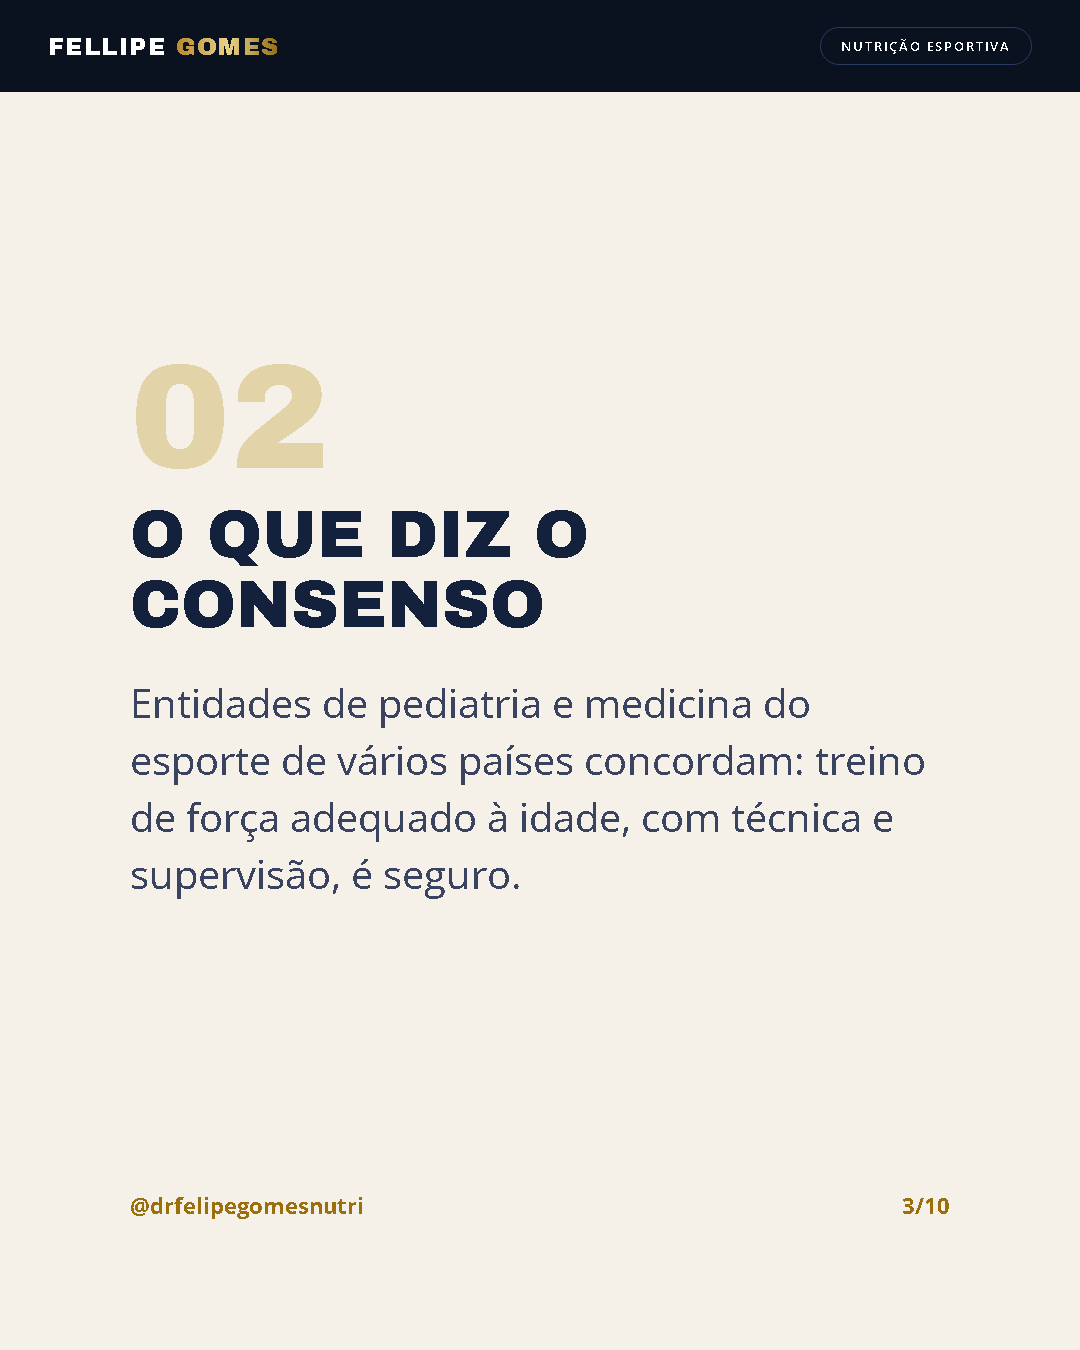 FELLIPE GOMES
NUTRIÇÃO ESPORTIVA
02
O QUE DIZ O
CONSENSO
Entidades de pediatria e medicina do
esporte de vários países concordam: treino
de força adequado à idade, com técnica e
supervisão, é seguro.
@drfelipegomesnutri
3/10